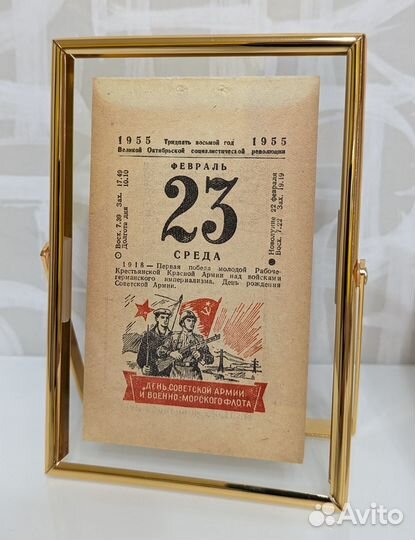 1955 Тридцать восьмой год 1955
Великой Октябрьской социалистической революции
ФЕВРАЛЬ
23
СРЕДА
Восх. 7.39 Зах. 17.49
Долгота дня 10.10
Новолуние 22 февраля
Восх. 7.22 Зах. 19.19
1918 — Первая победа молодой Рабоче-
Крестьянской Красной Армии над войсками
германского империализма. День рождения
Советской Армии.
ДЕНЬ СОВЕТСКОЙ АРМИИ
И ВОЕННО-МОРСКОГО ФЛОТА
Avito